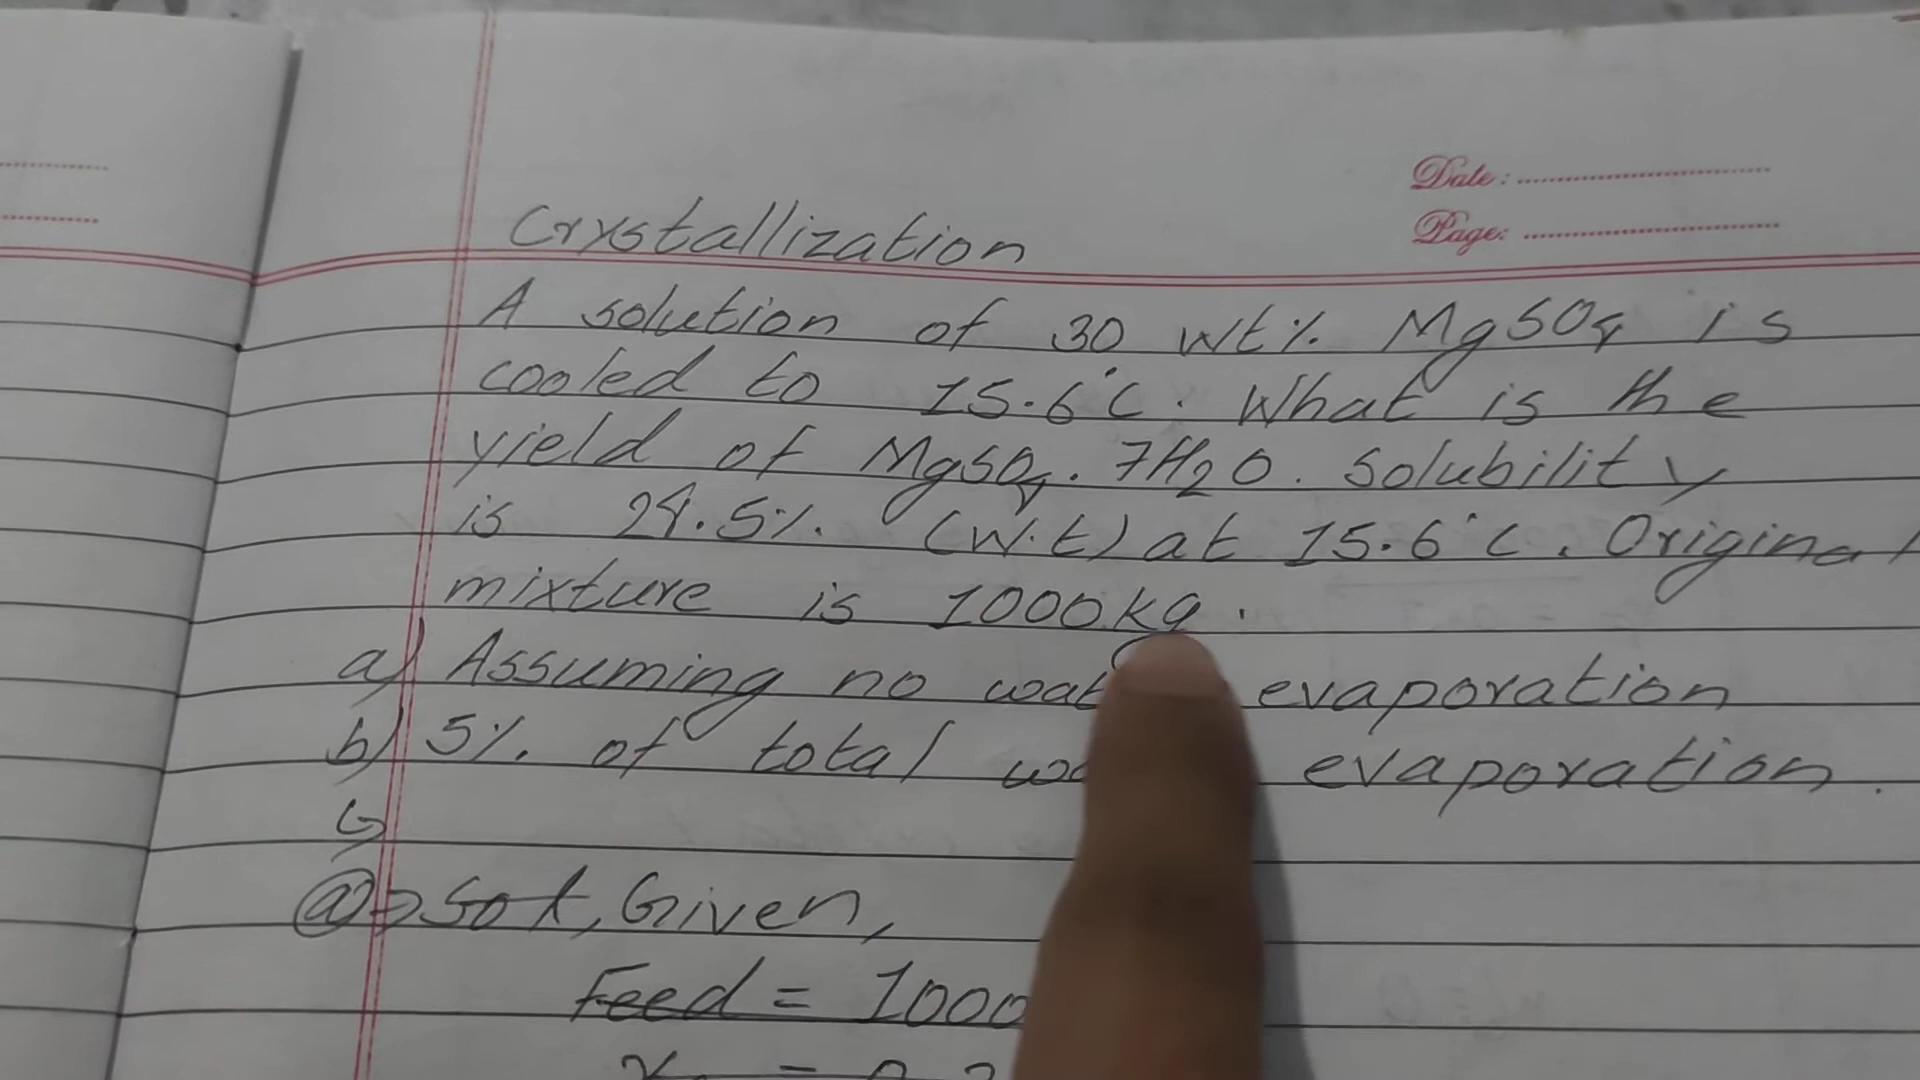 Date:
Page:
Crystallization
A solution of 30 wt% MgSO4 is
cooled to 15.6°C. What is the
yield of MgSO4.7H2O. Solubility
is 24.5% (w.t) at 15.6°C. Original
mixture is 1000 kg.
a) Assuming no evaporation
b) 5% of total evaporation.
a => Sol, Given,
Feed = 1000